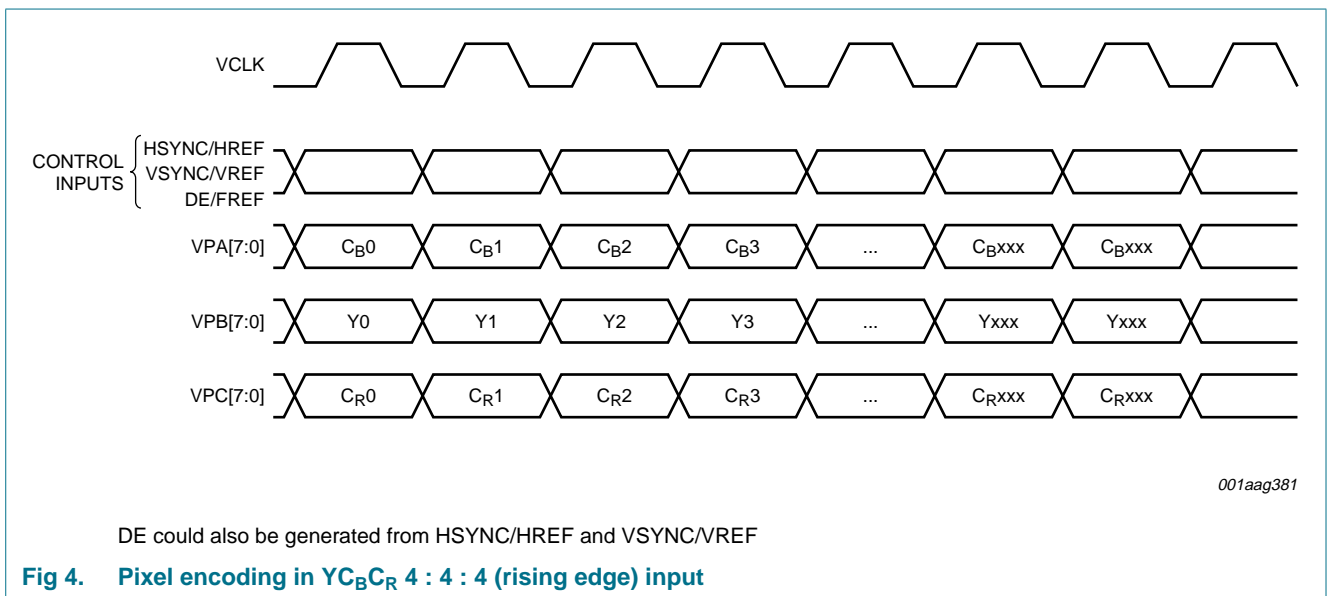 VCLK
CONTROL INPUTS
HSYNC/HREF
VSYNC/VREF
DE/FREF
VPA[7:0] CB0 CB1 CB2 CB3 ... CBxxx CBxxx
VPB[7:0] Y0 Y1 Y2 Y3 ... Yxxx Yxxx
VPC[7:0] CR0 CR1 CR2 CR3 ... CRxxx CRxxx
001aag381
DE could also be generated from HSYNC/HREF and VSYNC/VREF
Fig 4. Pixel encoding in YCBCR 4 : 4 : 4 (rising edge) input